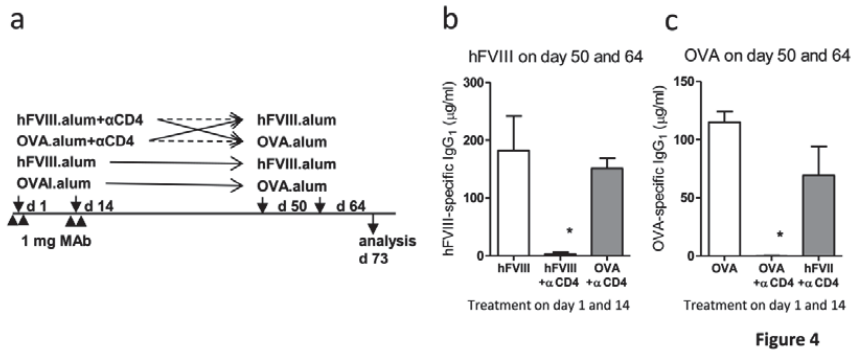 a
hFVIII.alum+αCD4 hFVIII.alum
OVA.alum+αCD4 OVA.alum
hFVIII.alum hFVIII.alum
OVAl.alum OVA.alum
d 1 d 14 d 50 d 64
1 mg MAb
analysis
d 73
b
hFVIII on day 50 and 64
hFVIII-specific IgG1 (μg/ml)
300
200
100
0
*
hFVIII hFVIII OVA
+α CD4 +α CD4
Treatment on day 1 and 14
c
OVA on day 50 and 64
OVA-specific IgG1 (μg/ml)
150
100
50
0
*
OVA OVA hFVII
+α CD4 +α CD4
Treatment on day 1 and 14
Figure 4